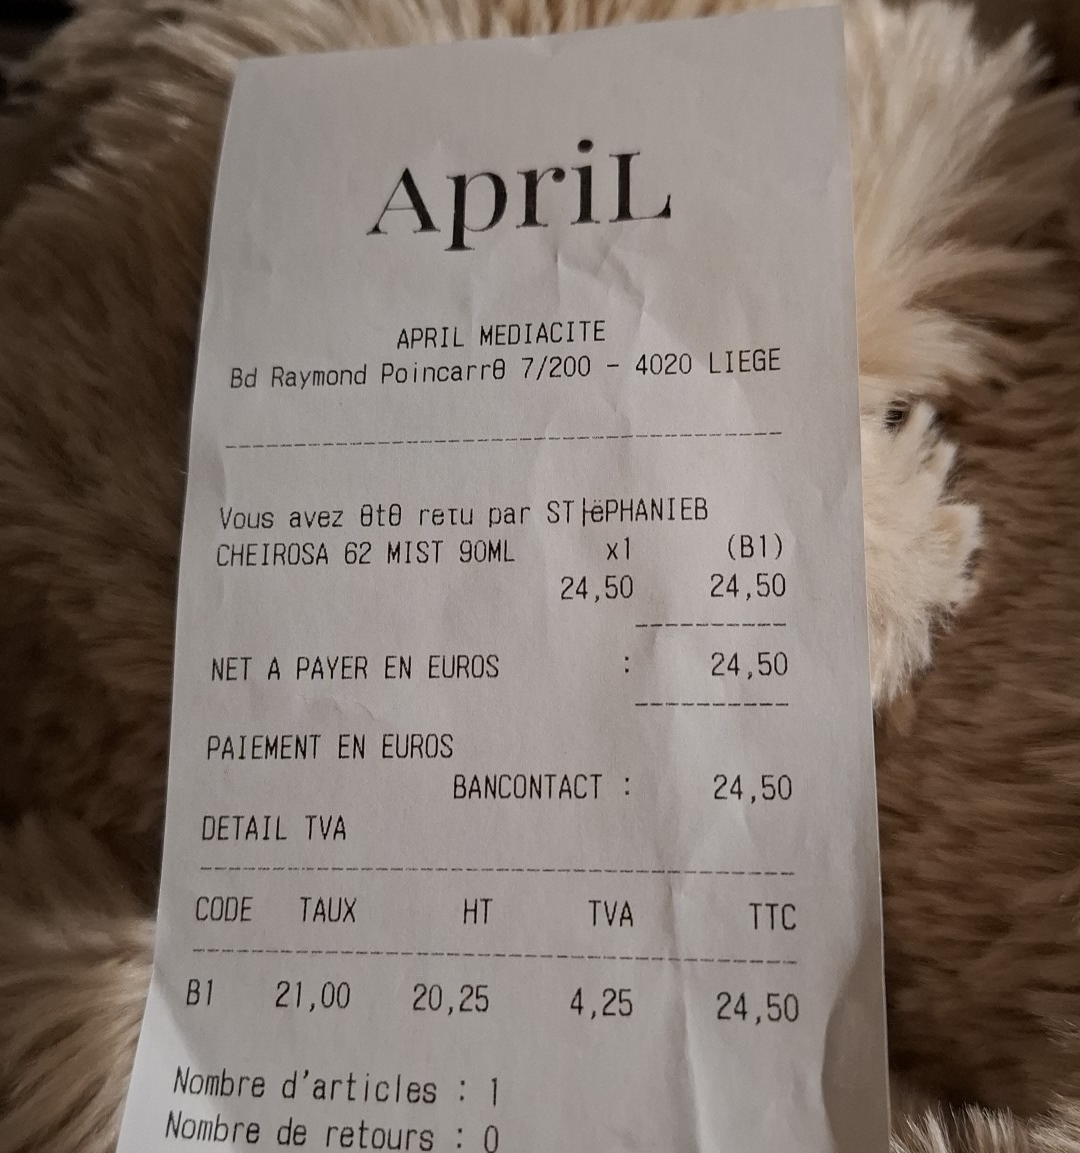 ApriL
APRIL MEDIACITE
Bd Raymond Poincarrθ 7/200 - 4020 LIEGE
Vous avez θtθ reτu par ST├ëPHANIEB
CHEIROSA 62 MIST 90ML x1 (B1)
24,50 24,50
NET A PAYER EN EUROS : 24,50
PAIEMENT EN EUROS
BANCONTACT : 24,50
DETAIL TVA
CODE TAUX HT TVA TTC
B1 21,00 20,25 4,25 24,50
Nombre d'articles : 1
Nombre de retours : 0